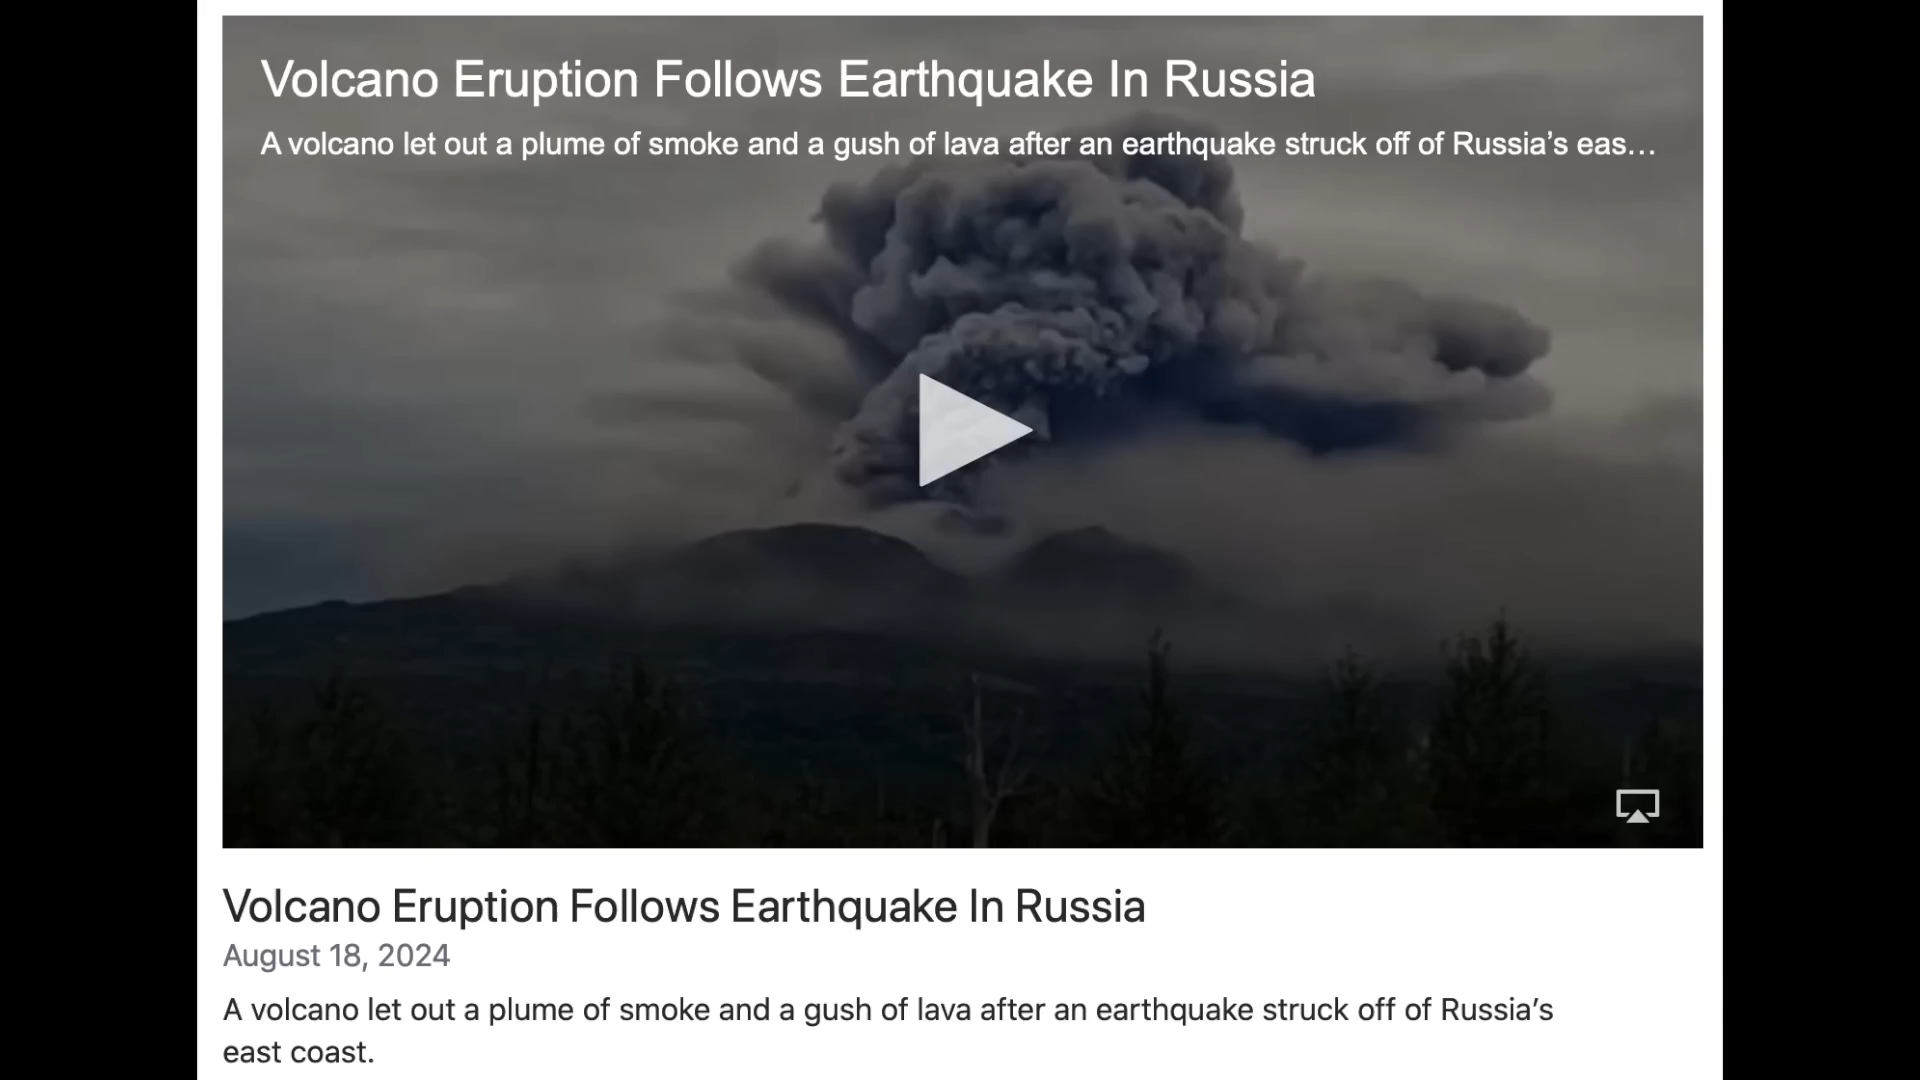 Volcano Eruption Follows Earthquake In Russia
A volcano let out a plume of smoke and a gush of lava after an earthquake struck off of Russia’s eas…
Volcano Eruption Follows Earthquake In Russia
August 18, 2024
A volcano let out a plume of smoke and a gush of lava after an earthquake struck off of Russia’s
east coast.